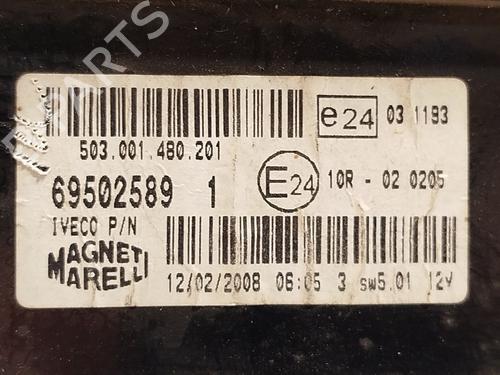 503.001.480.201
e24 03 1193
69502589 1
E24 10R - 02 0205
IVECO P/N
MAGNETI
MARELLI
12/02/2008 06:05 3 sw5.01 12V